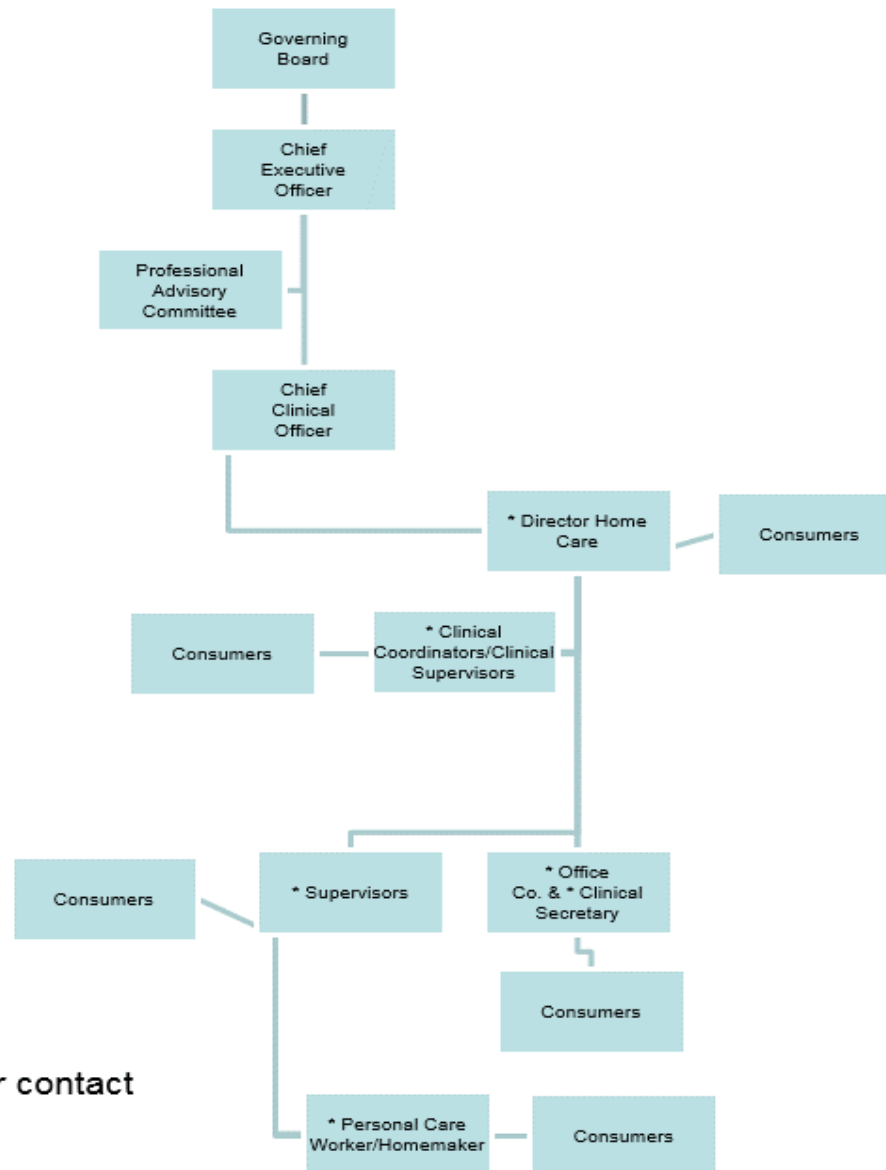 Governing
Board
Chief
Executive
Officer
Professional
Advisory
Committee
Chief
Clinical
Officer
* Director Home
Care
Consumers
Consumers
* Clinical
Coordinators/Clinical
Supervisors
Consumers
* Supervisors
* Office
Co. & * Clinical
Secretary
Consumers
contact
* Personal Care
Worker/Homemaker
Consumers